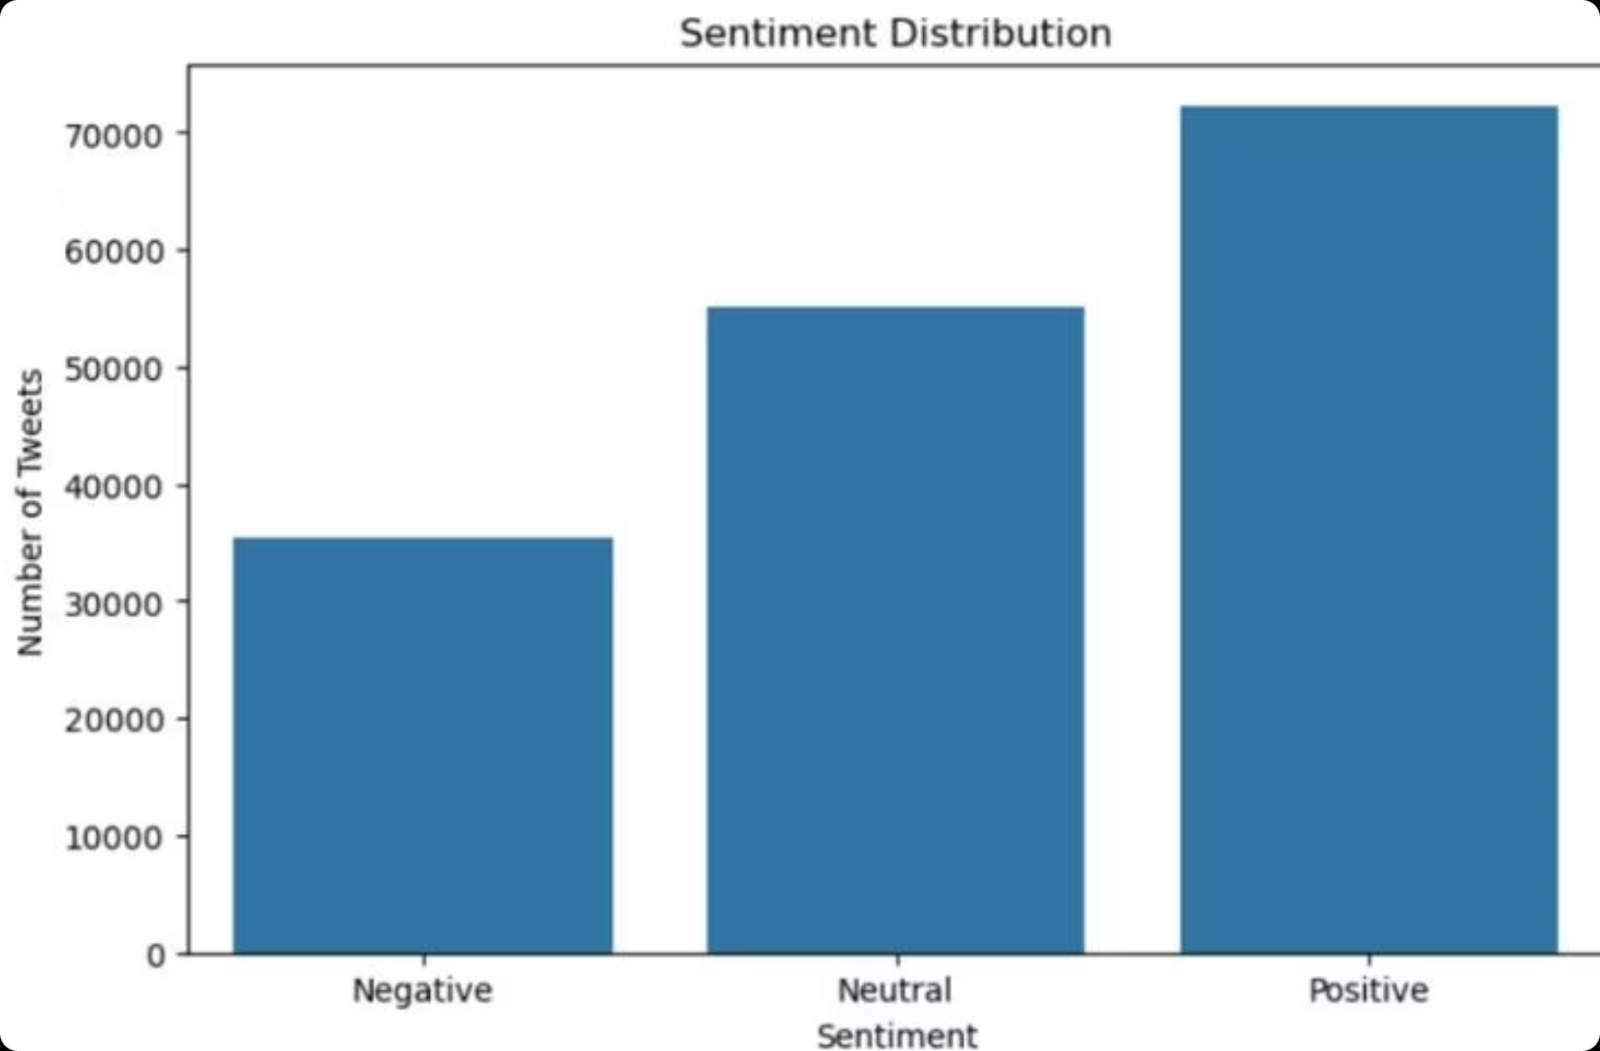 Sentiment Distribution
Number of Tweets
70000
60000
50000
40000
30000
20000
10000
0
Negative
Neutral
Positive
Sentiment